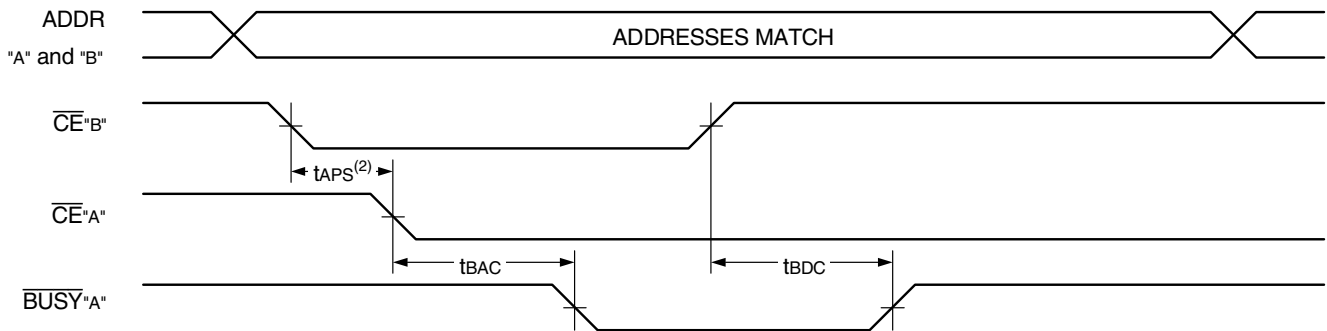 ADDR
"A" and "B"
ADDRESSES MATCH
CE"B"
tAPS(2)
CE"A"
tBAC
tBDC
BUSY"A"